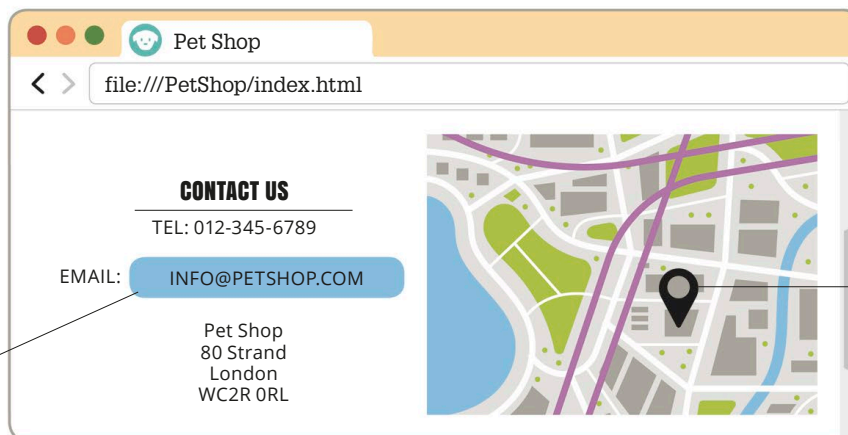 Pet Shop
file:///PetShop/index.html
CONTACT US
TEL: 012-345-6789
EMAIL: INFO@PETSHOP.COM
Pet Shop
80 Strand
London
WC2R 0RL